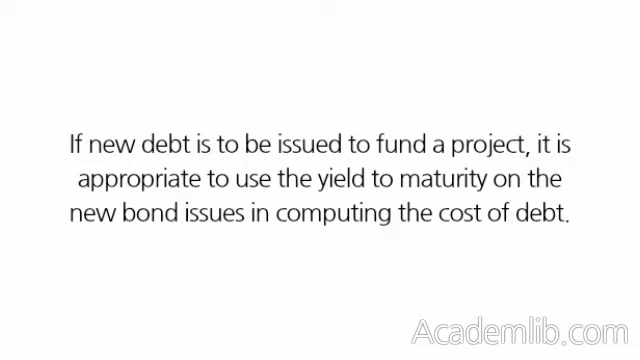 If new debt is to be issued to fund a project, it is
appropriate to use the yield to maturity on the
new bond issues in computing the cost of debt.
Academlib.com